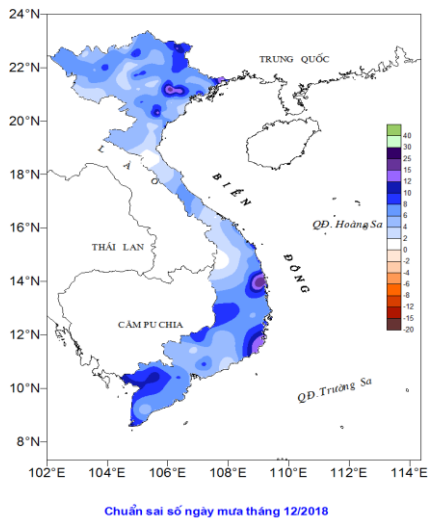 24°N
22°N
20°N
18°N
16°N
14°N
12°N
10°N
8°N
102°E 104°E 106°E 108°E 110°E 112°E 114°E
TRUNG QUỐC
LÀO
BIỂN ĐÔNG
QĐ. Hoàng Sa
THÁI LAN
CĂM PU CHIA
QĐ. Trường Sa
40
30
25
15
12
10
8
6
4
2
0
-2
-4
-6
-8
-12
-15
-20
Chuẩn sai số ngày mưa tháng 12/2018